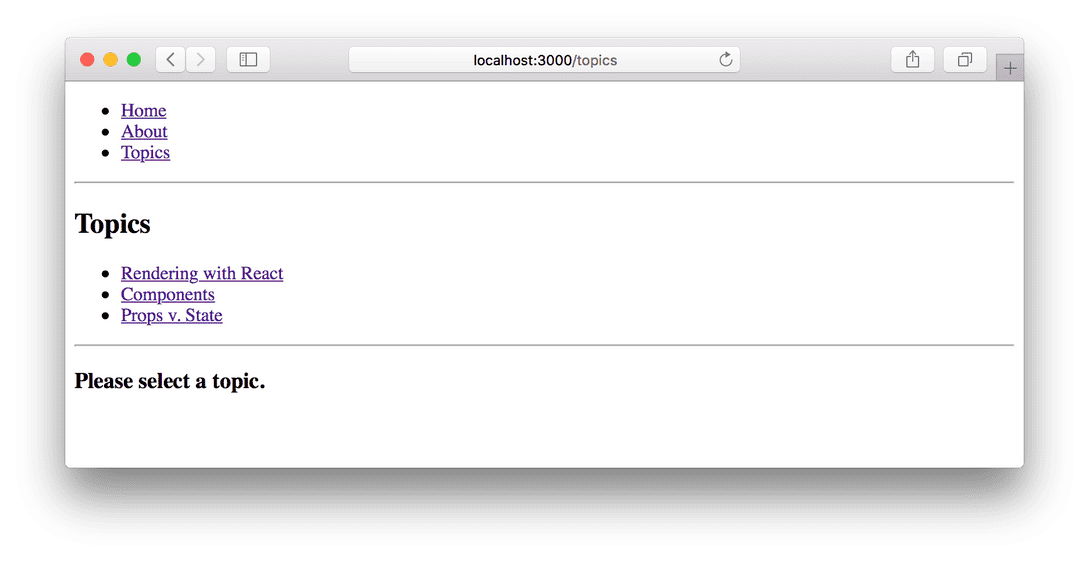 localhost:3000/topics
Home
About
Topics
Topics
Rendering with React
Components
Props v. State
Please select a topic.